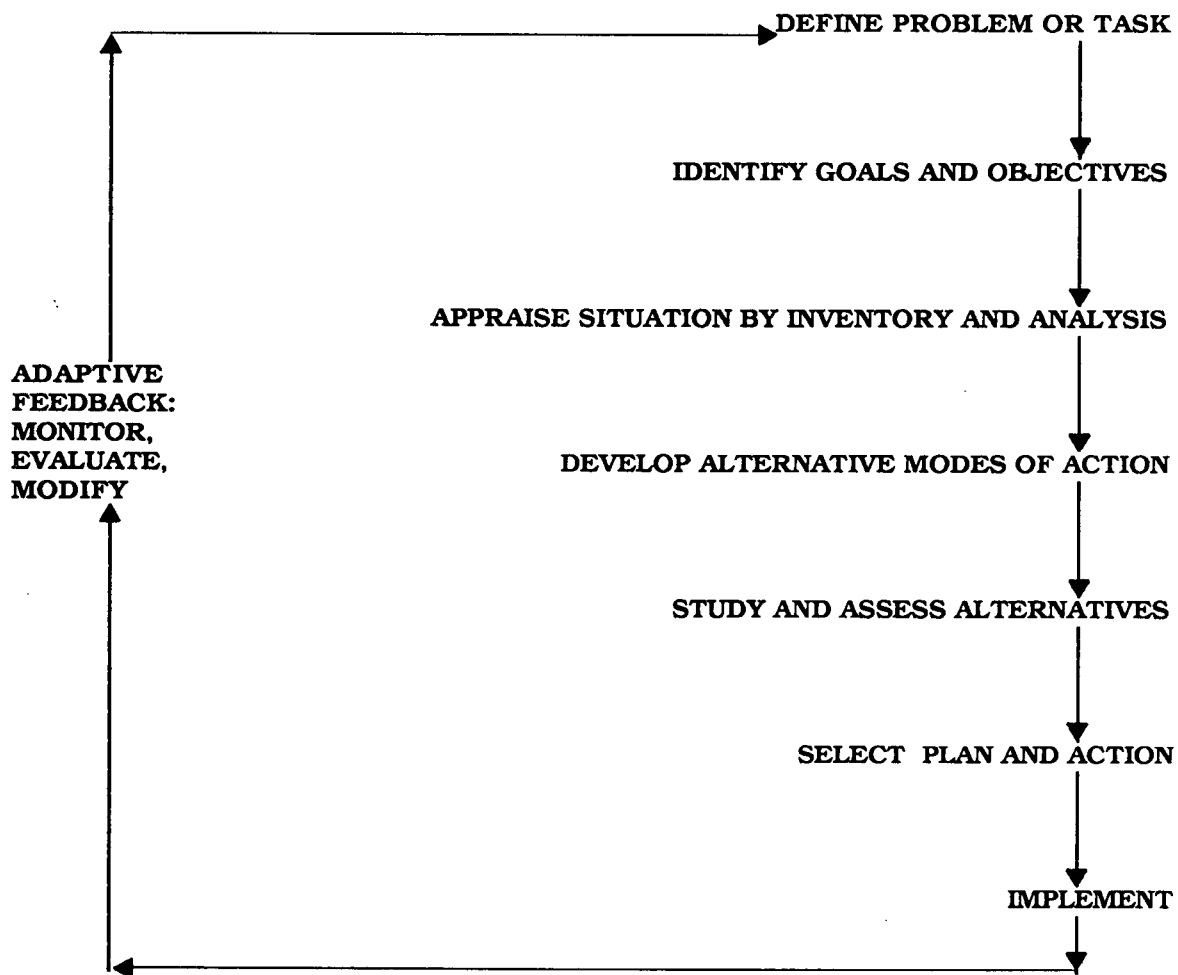 DEFINE PROBLEM OR TASK
IDENTIFY GOALS AND OBJECTIVES
APPRAISE SITUATION BY INVENTORY AND ANALYSIS
ADAPTIVE
FEEDBACK:
MONITOR,
EVALUATE,
MODIFY
DEVELOP ALTERNATIVE MODES OF ACTION
STUDY AND ASSESS ALTERNATIVES
SELECT PLAN AND ACTION
IMPLEMENT